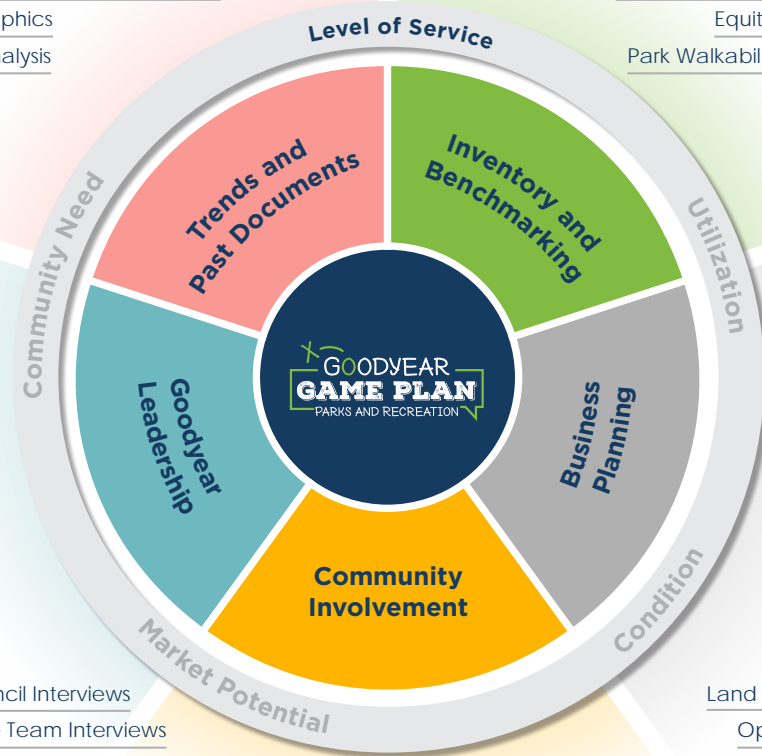 Level of Service
phics
alysis
Equit
Park Walkabil
Trends and
Past Documents
Inventory and
Benchmarking
Community Need
Utilization
GOODYEAR
GAME PLAN
PARKS AND RECREATION
Goodyear
Leadership
Business
Planning
Community
Involvement
Market Potential
Condition
ncil Interviews
Team Interviews
Land
Op